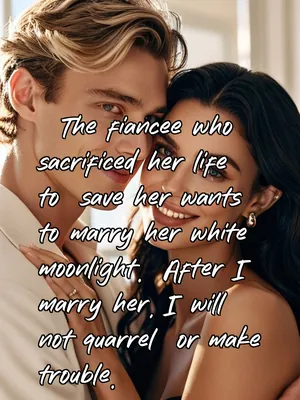 The fiancee who
sacrificed her life
to save her wants
to marry her white
moonlight. After I
marry her, I will
not quarrel or make
trouble.